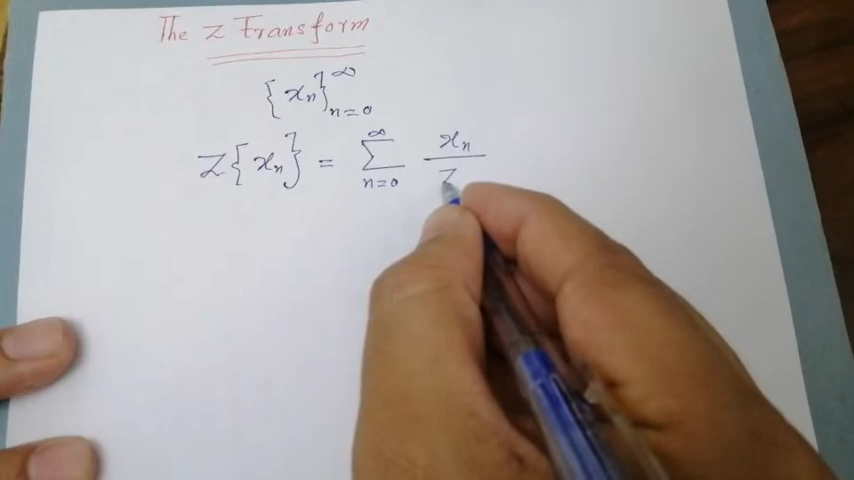 The Z Transform
{xₙ}^∞_{n=0}
Z{xₙ} = ∑^∞_{n=0} xₙ/z